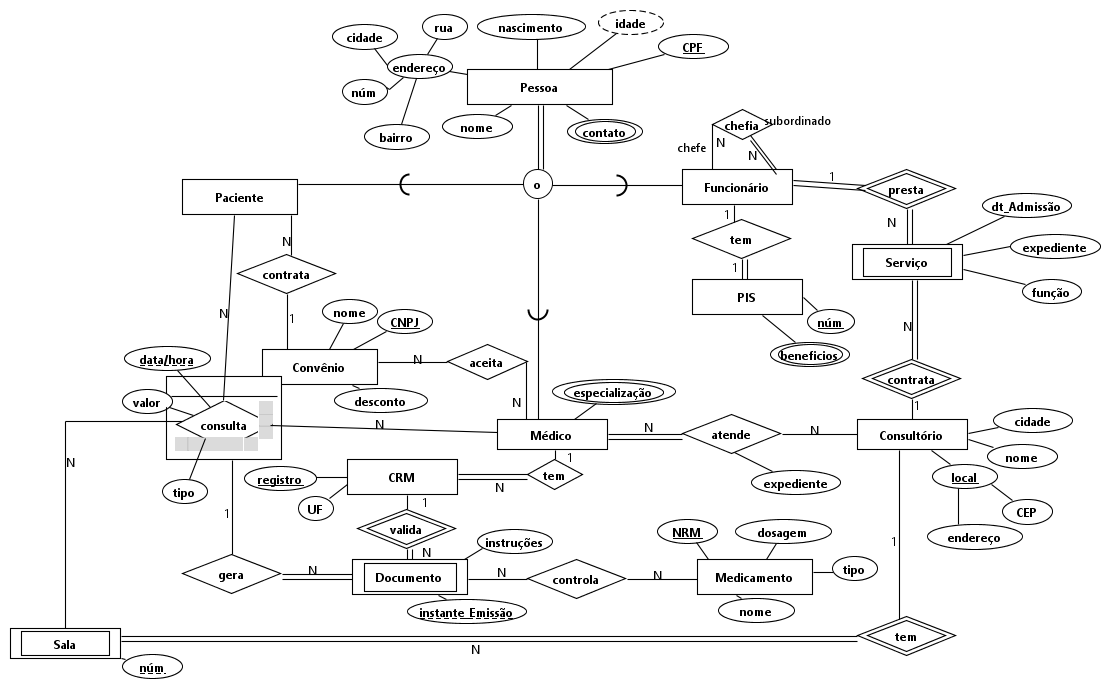 rua
nascimento
idade
cidade
CPF
endereço
Pessoa
núm
nome
contato
bairro
chefia
subordinado
chefe
N
N
o
Paciente
Funcionário
1
presta
dt_Admissão
1
N
N
tem
expediente
contrata
Serviço
1
PIS
função
N
nome
CNPJ
1
núm
N
data/hora
Convênio
N
aceita
beneficios
contrata
desconto
especialização
valor
N
1
consulta
N
Médico
N
atende
N
Consultório
cidade
nome
N
1
tipo
registro
CRM
N
tem
expediente
local
UF
1
CEP
1
valida
NRM
dosagem
endereço
N
instruções
1
gera
N
Documento
N
controla
N
Medicamento
tipo
instante_Emissão
nome
Sala
N
tem
núm